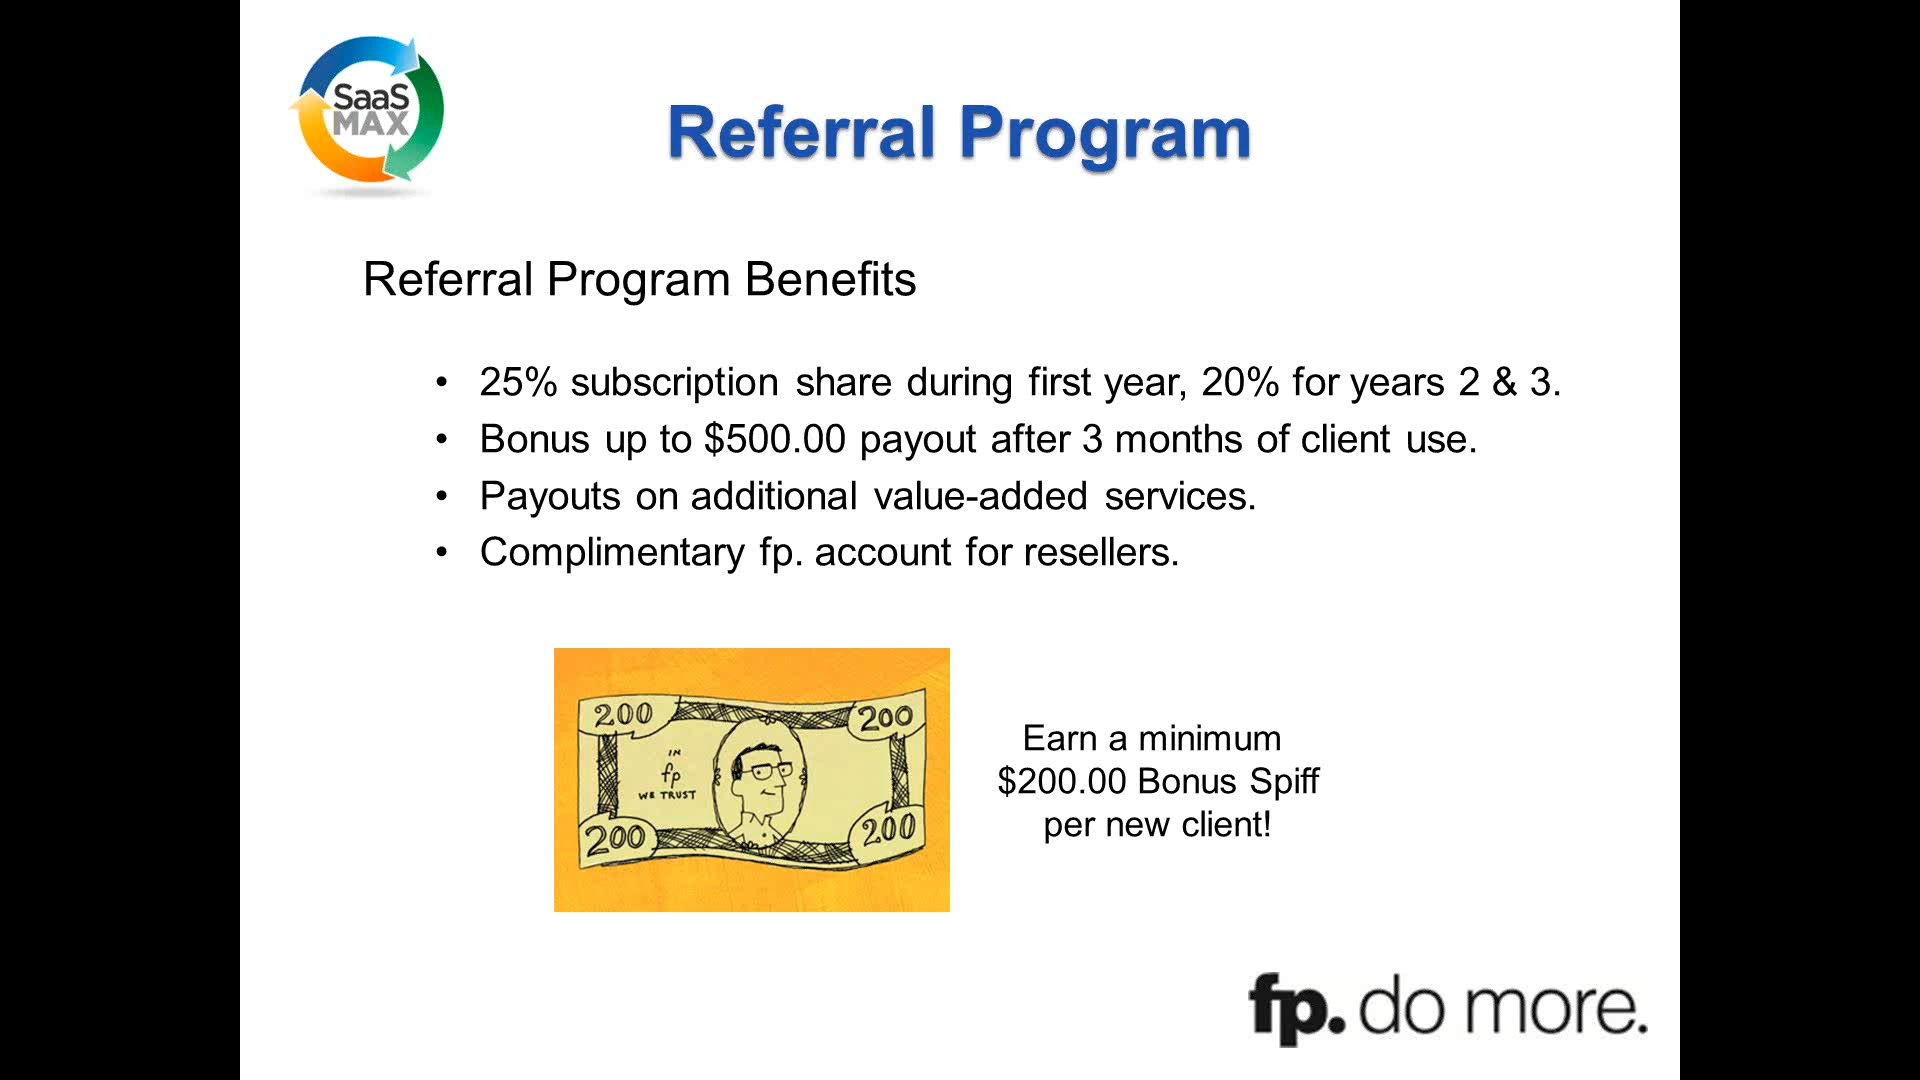 SaaS
MAX
Referral Program
Referral Program Benefits
• 25% subscription share during first year, 20% for years 2 & 3.
• Bonus up to $500.00 payout after 3 months of client use.
• Payouts on additional value-added services.
• Complimentary fp. account for resellers.
200
200
IN
fp
WE TRUST
200
200
Earn a minimum
$200.00 Bonus Spiff
per new client!
fp. do more.